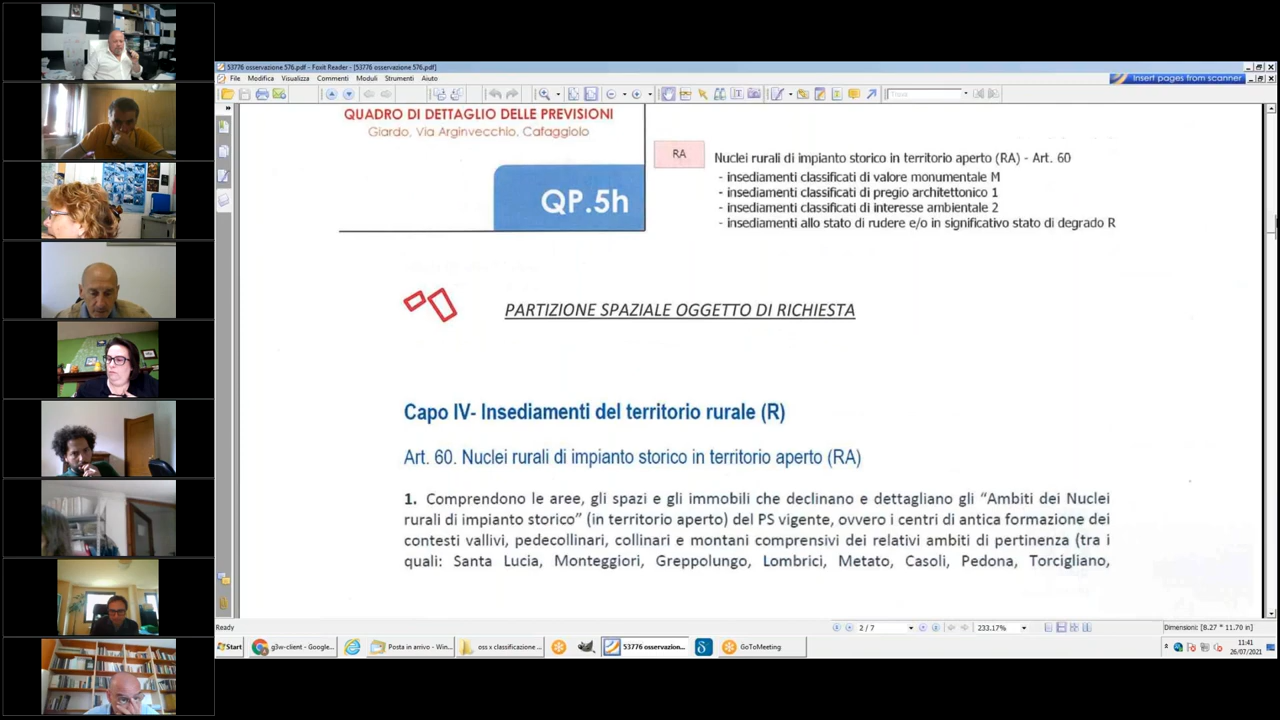 53776 osservazione 576.pdf - Foxit Reader - [53776 osservazione 576.pdf]
File Modifica Visualizza Commenti Moduli Strumenti Aiuto
Insert pages from scanner
QUADRO DI DETTAGLIO DELLE PREVISIONI
Giardo, Via Arginvecchio, Cafaggiolo
QP.5h
RA
Nuclei rurali di impianto storico in territorio aperto (RA) - Art. 60
- insediamenti classificati di valore monumentale M
- insediamenti classificati di pregio architettonico 1
- insediamenti classificati di interesse ambientale 2
- insediamenti allo stato di rudere e/o in significativo stato di degrado R
PARTIZIONE SPAZIALE OGGETTO DI RICHIESTA
Capo IV- Insediamenti del territorio rurale (R)
Art. 60. Nuclei rurali di impianto storico in territorio aperto (RA)
1. Comprendono le aree, gli spazi e gli immobili che declinano e dettagliano gli “Ambiti dei Nuclei
rurali di impianto storico” (in territorio aperto) del PS vigente, ovvero i centri di antica formazione dei
contesti vallivi, pedecollinari, collinari e montani comprensivi dei relativi ambiti di pertinenza (tra i
quali: Santa Lucia, Monteggiori, Greppolungo, Lombrici, Metato, Casoli, Pedona, Torcigliano,
Ready
2 / 7
233.17%
Dimensioni: [8.27 * 11.70 in]
Start
g3w-client - Google...
Posta in arrivo - Win...
oss x classificazione ...
53776 osservazion...
GoToMeeting
11:41
26/07/2021